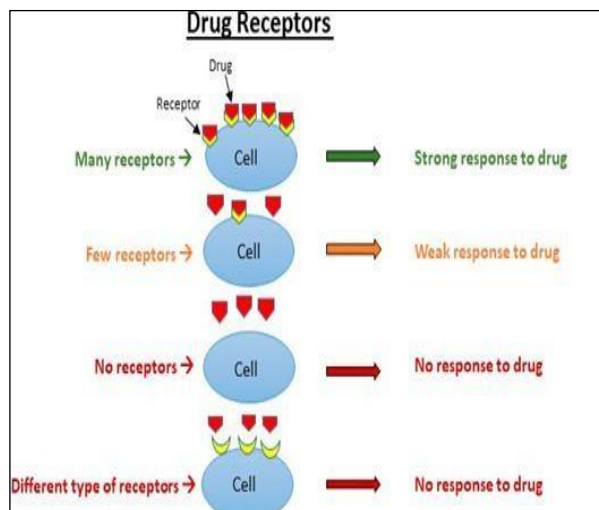 Drug Receptors
Drug
Receptor
Many receptors → Cell Strong response to drug
Few receptors → Cell Weak response to drug
No receptors → Cell No response to drug
Different type of receptors → Cell No response to drug